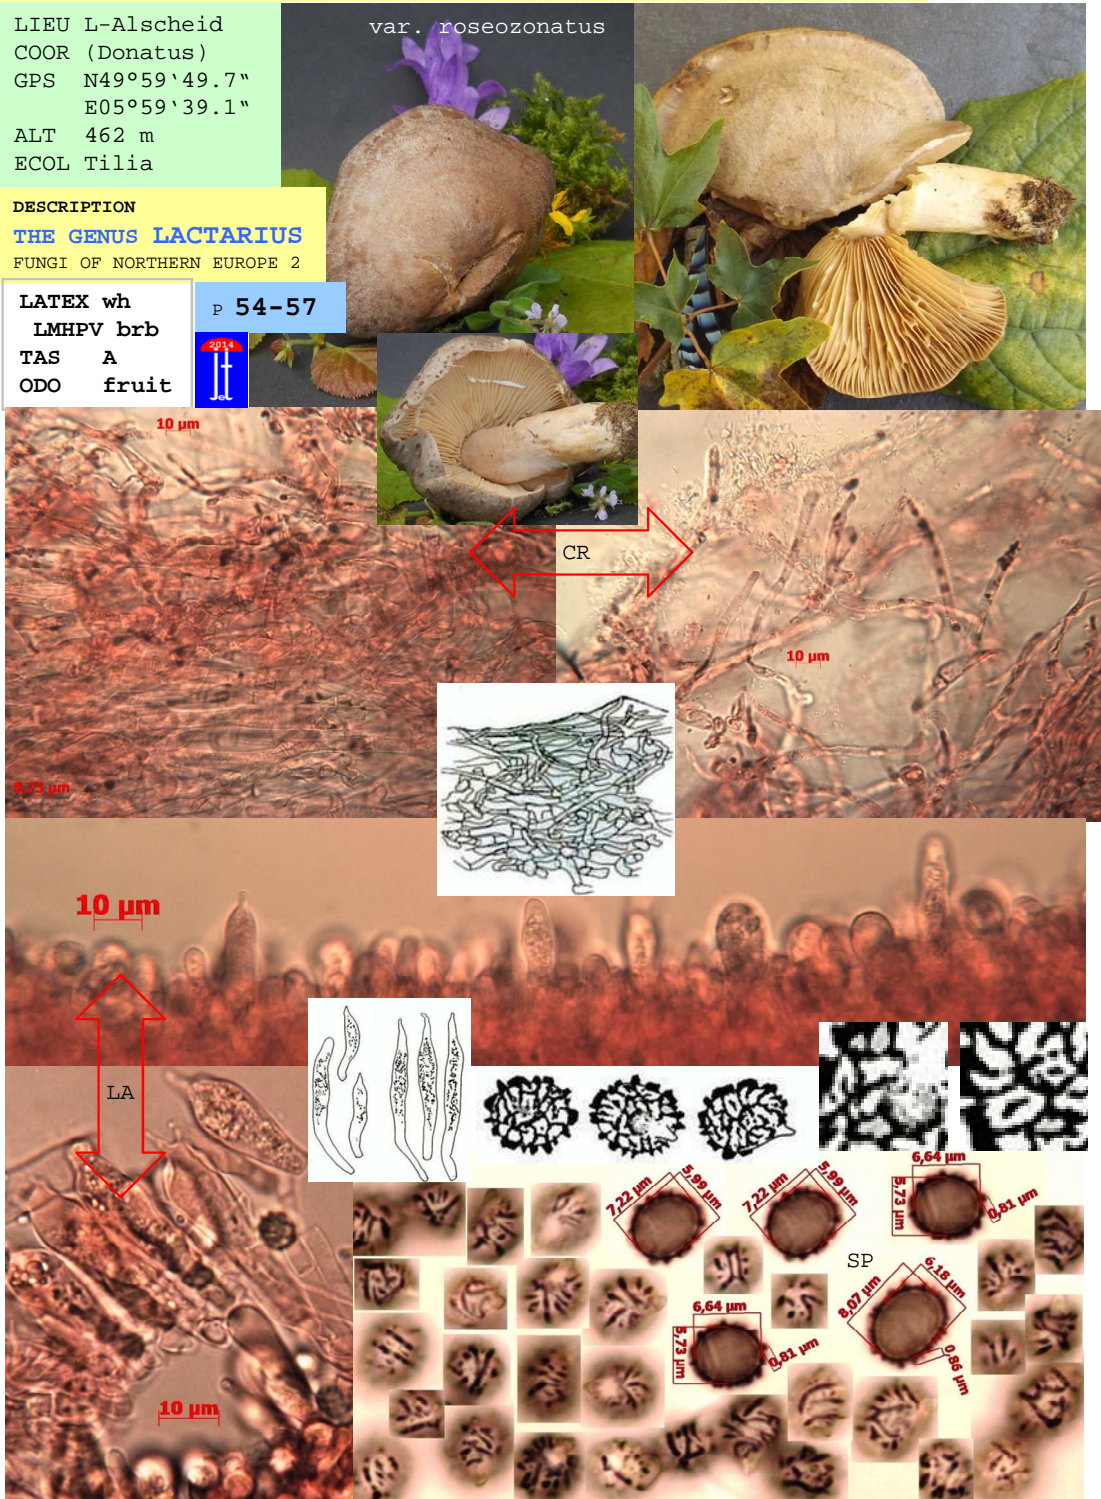 LIEU L-Alscheid
COOR (Donatus)
GPS N49°59‘49.7“
E05°59‘39.1“
ALT 462 m
ECOL Tilia
var. roseozonatus
DESCRIPTION
THE GENUS LACTARIUS
FUNGI OF NORTHERN EUROPE 2
LATEX wh
LMHPV brb
TAS A
ODO fruit
P 54-57
2014
10 µm
CR
10 µm
10 µm
LA
10 µm
SP
7,22 µm
5,99 µm
7,22 µm
5,99 µm
6,64 µm
5,73 µm
0,81 µm
6,64 µm
5,73 µm
0,81 µm
8,07 µm
6,18 µm
0,86 µm